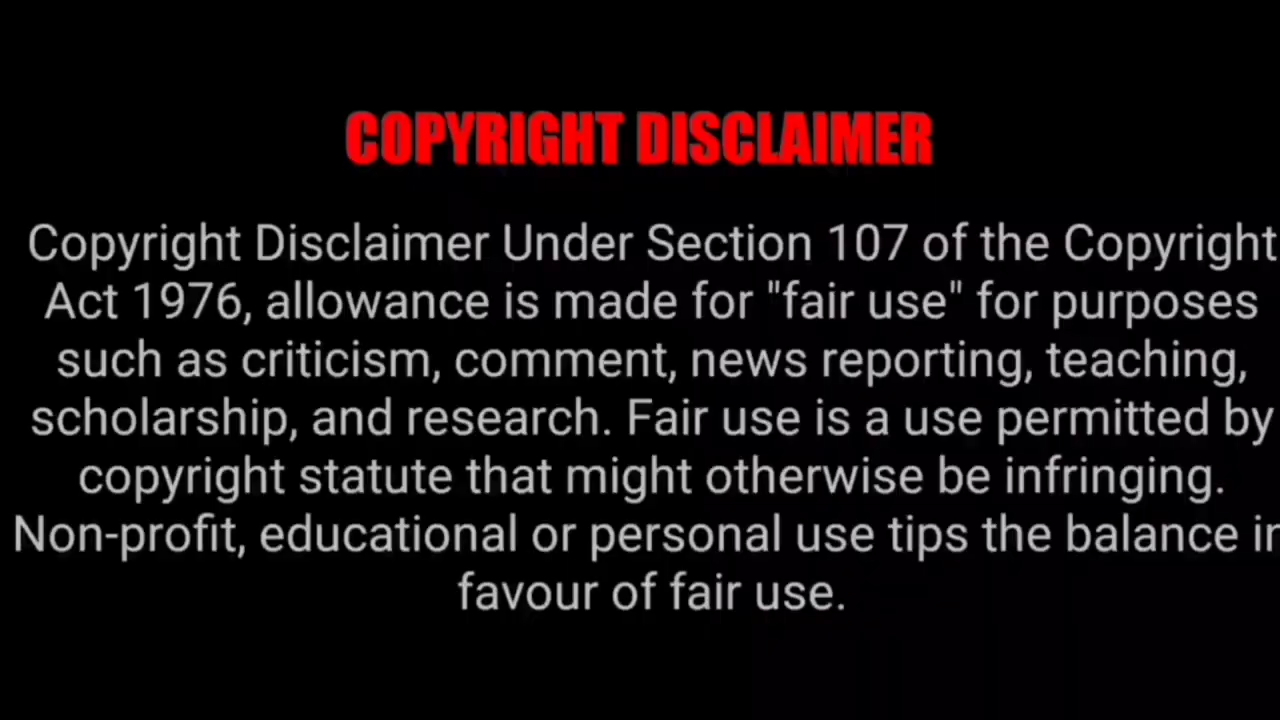 COPYRIGHT DISCLAIMER
Copyright Disclaimer Under Section 107 of the Copyright
Act 1976, allowance is made for "fair use" for purposes
such as criticism, comment, news reporting, teaching,
scholarship, and research. Fair use is a use permitted by
copyright statute that might otherwise be infringing.
Non-profit, educational or personal use tips the balance in
favour of fair use.